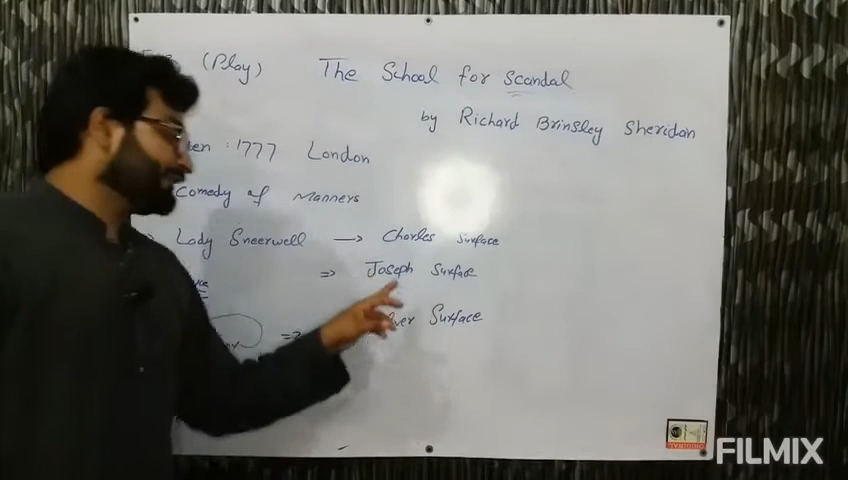 (Play) The School for Scandal
by Richard Brinsley Sheridan
: 1777 London
Comedy of Manners
Lady Sneerwell → Charles Surface
⇒ Joseph Surface
⇒ Surface
FILMIX